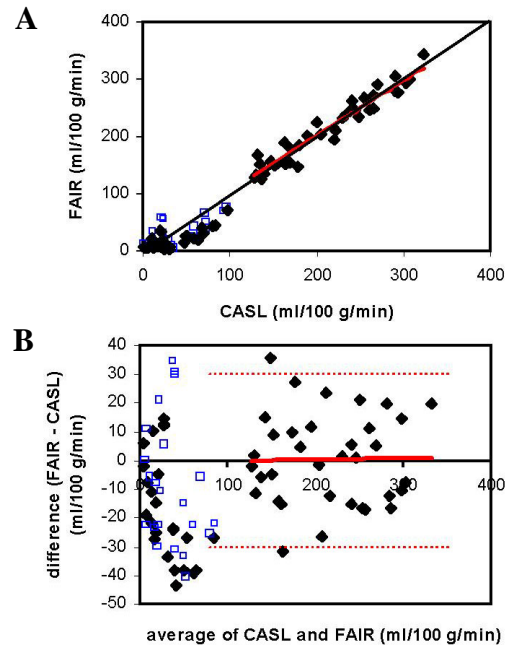 A
FAIR (ml/100 g/min)
400
300
200
100
0
0 100 200 300 400
CASL (ml/100 g/min)
B
difference (FAIR - CASL)
(ml/100 g/min)
40
30
20
10
0
-10
-20
-30
-40
-50
0 100 200 300 400
average of CASL and FAIR (ml/100 g/min)